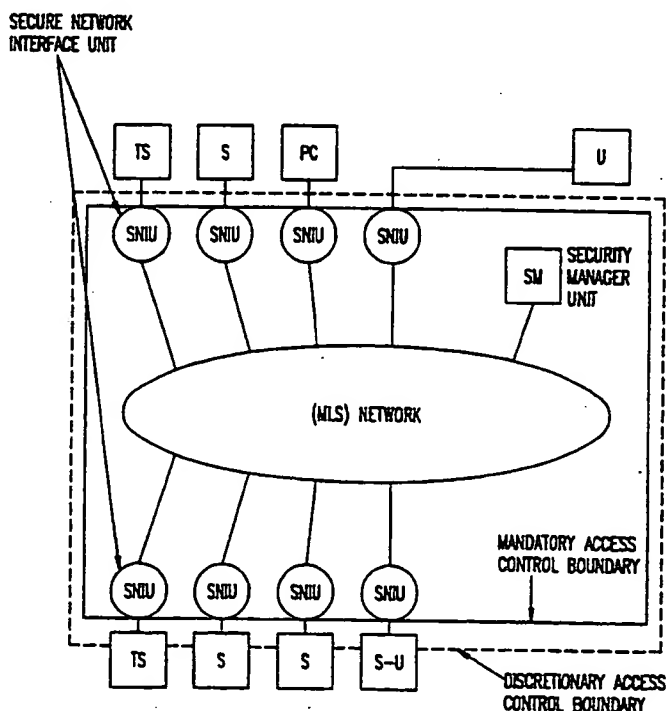 SECURE NETWORK
INTERFACE UNIT
TS
S
PC
U
SNIU
SNIU
SNIU
SNIU
SM
SECURITY
MANAGER
UNIT
(MLS) NETWORK
MANDATORY ACCESS
CONTROL BOUNDARY
SNIU
SNIU
SNIU
SNIU
TS
S
S
S-U
DISCRETIONARY ACCESS
CONTROL BOUNDARY